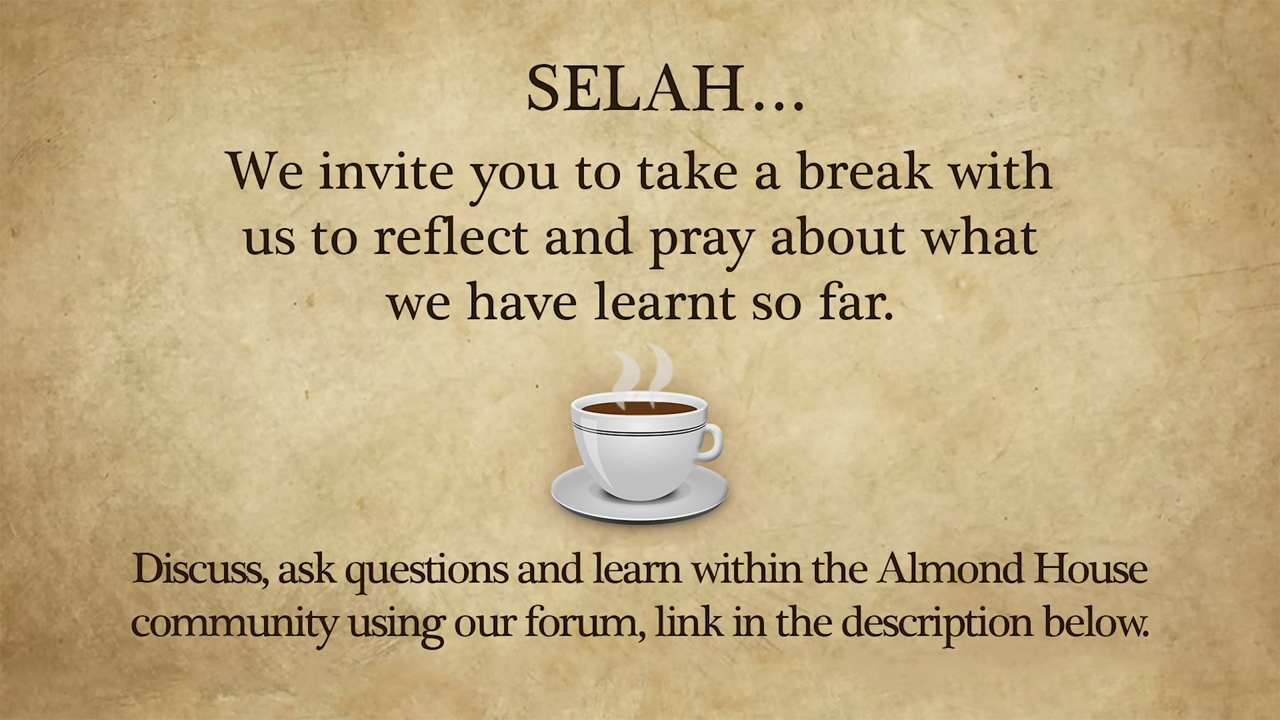 SELAH...
We invite you to take a break with
us to reflect and pray about what
we have learnt so far.
Discuss, ask questions and learn within the Almond House
community using our forum, link in the description below.